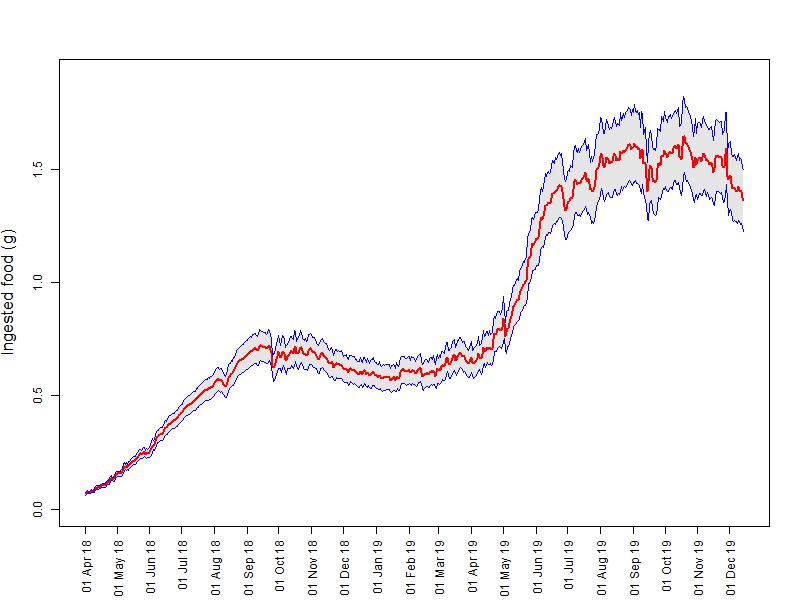 Ingested food (g)
1.5
1.0
0.5
0.0
01 Apr 18
01 May 18
01 Jun 18
01 Jul 18
01 Aug 18
01 Sep 18
01 Oct 18
01 Nov 18
01 Dec 18
01 Jan 19
01 Feb 19
01 Mar 19
01 Apr 19
01 May 19
01 Jun 19
01 Jul 19
01 Aug 19
01 Sep 19
01 Oct 19
01 Nov 19
01 Dec 19